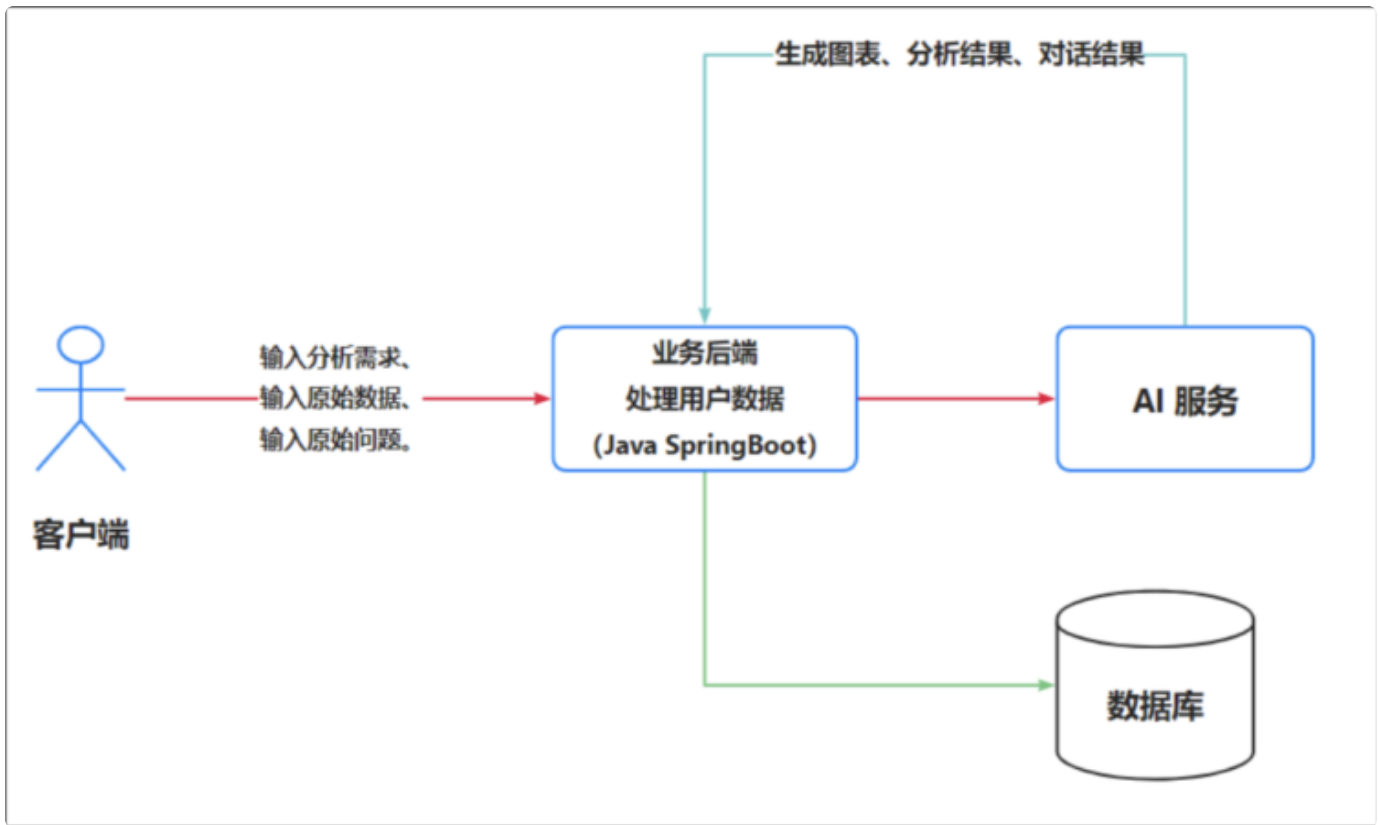 生成图表、分析结果、对话结果
输入分析需求、
输入原始数据、
输入原始问题。
业务后端
处理用户数据
(Java SpringBoot)
AI 服务
客户端
数据库